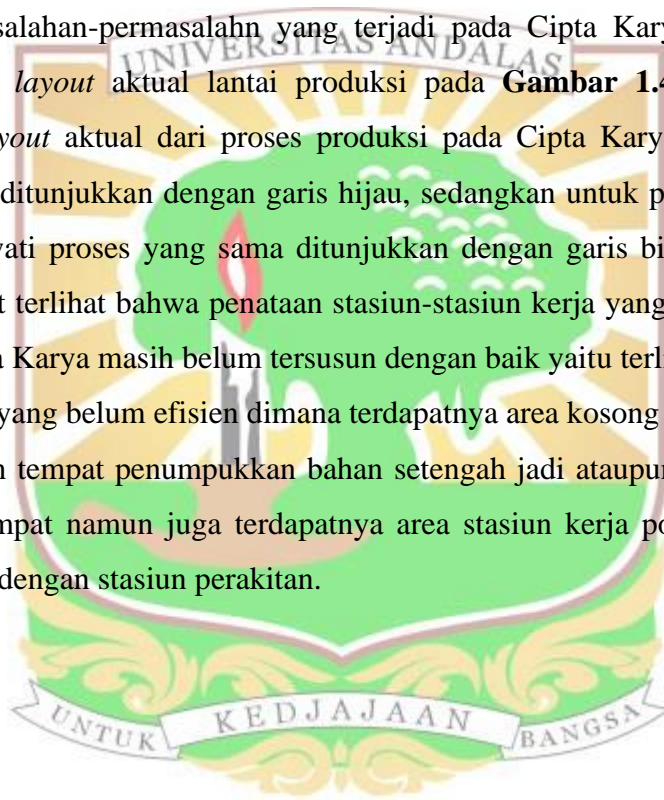 salahan-permasalahn yang terjadi pada Cipta Kary
UNIVERSITAS ANDALAS
layout aktual lantai produksi pada Gambar 1.4
yout aktual dari proses produksi pada Cipta Kary
ditunjukkan dengan garis hijau, sedangkan untuk p
vati proses yang sama ditunjukkan dengan garis bi
t terlihat bahwa penataan stasiun-stasiun kerja yang
a Karya masih belum tersusun dengan baik yaitu terli
yang belum efisien dimana terdapatnya area kosong
n tempat penumpukkan bahan setengah jadi ataupun
mpat namun juga terdapatnya area stasiun kerja po
dengan stasiun perakitan.
UNTUK KEDJAJAAN BANGSA